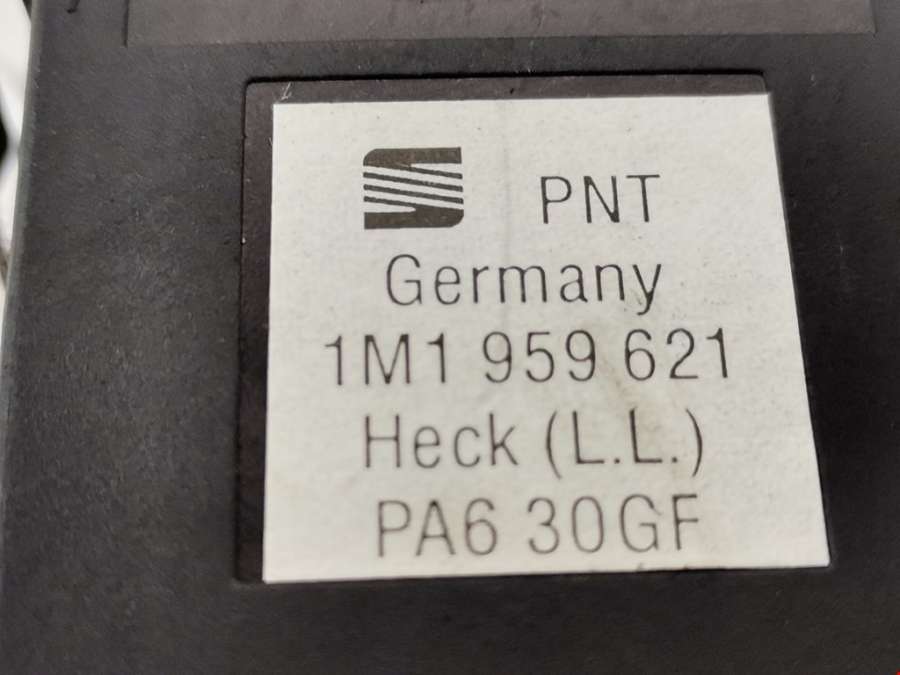 PNT
Germany
1M1 959 621
Heck (L.L.)
PA6 30GF